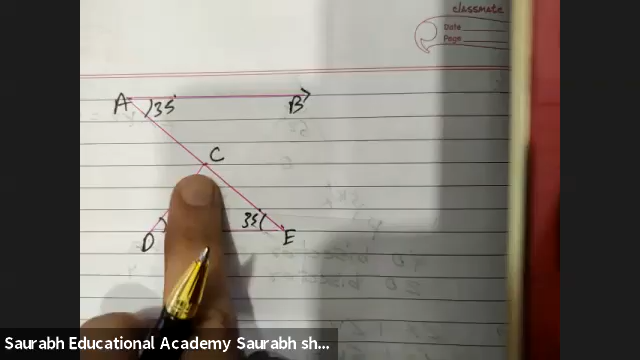 classmate
Date
Page
A 35° B
C
35
D E
Saurabh Educational Academy Saurabh sh...